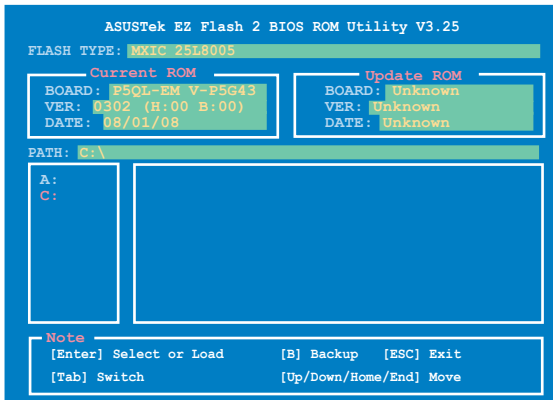 ASUSTek EZ Flash 2 BIOS ROM Utility V3.25
FLASH TYPE: MXIC 25L8005
Current ROM
BOARD: P5QL-EM V-P5G43
VER: 0302 (H:00 B:00)
DATE: 08/01/08
Update ROM
BOARD: Unknown
VER: Unknown
DATE: Unknown
PATH: C:\
A:
C:
Note
[Enter] Select or Load [B] Backup [ESC] Exit
[Tab] Switch [Up/Down/Home/End] Move